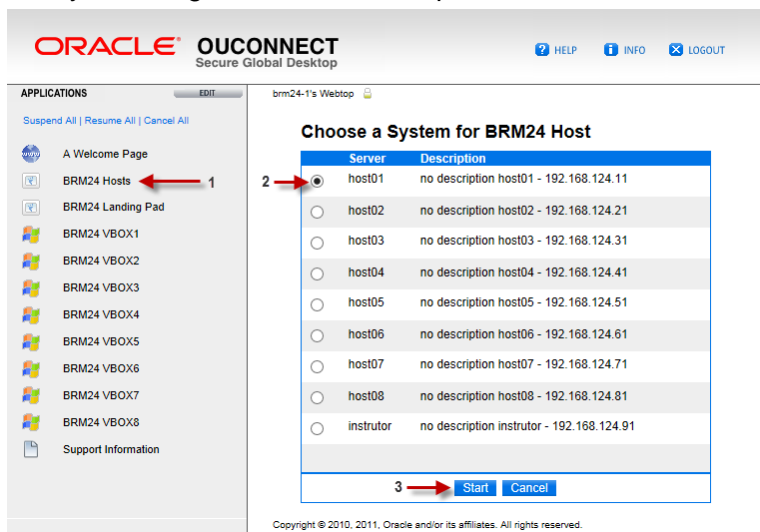 ORACLE OUCONNECT
Secure Global Desktop
? HELP
i INFO
X LOGOUT
APPLICATIONS
EDIT
Suspend All | Resume All | Cancel All
www A Welcome Page
BRM24 Hosts 1
BRM24 Landing Pad
BRM24 VBOX1
BRM24 VBOX2
BRM24 VBOX3
BRM24 VBOX4
BRM24 VBOX5
BRM24 VBOX6
BRM24 VBOX7
BRM24 VBOX8
Support Information
brm24-1's Webtop
Choose a System for BRM24 Host
Server Description
2 host01 no description host01 - 192.168.124.11
host02 no description host02 - 192.168.124.21
host03 no description host03 - 192.168.124.31
host04 no description host04 - 192.168.124.41
host05 no description host05 - 192.168.124.51
host06 no description host06 - 192.168.124.61
host07 no description host07 - 192.168.124.71
host08 no description host08 - 192.168.124.81
instrutor no description instrutor - 192.168.124.91
3 Start Cancel
Copyright © 2010, 2011, Oracle and/or its affiliates. All rights reserved.